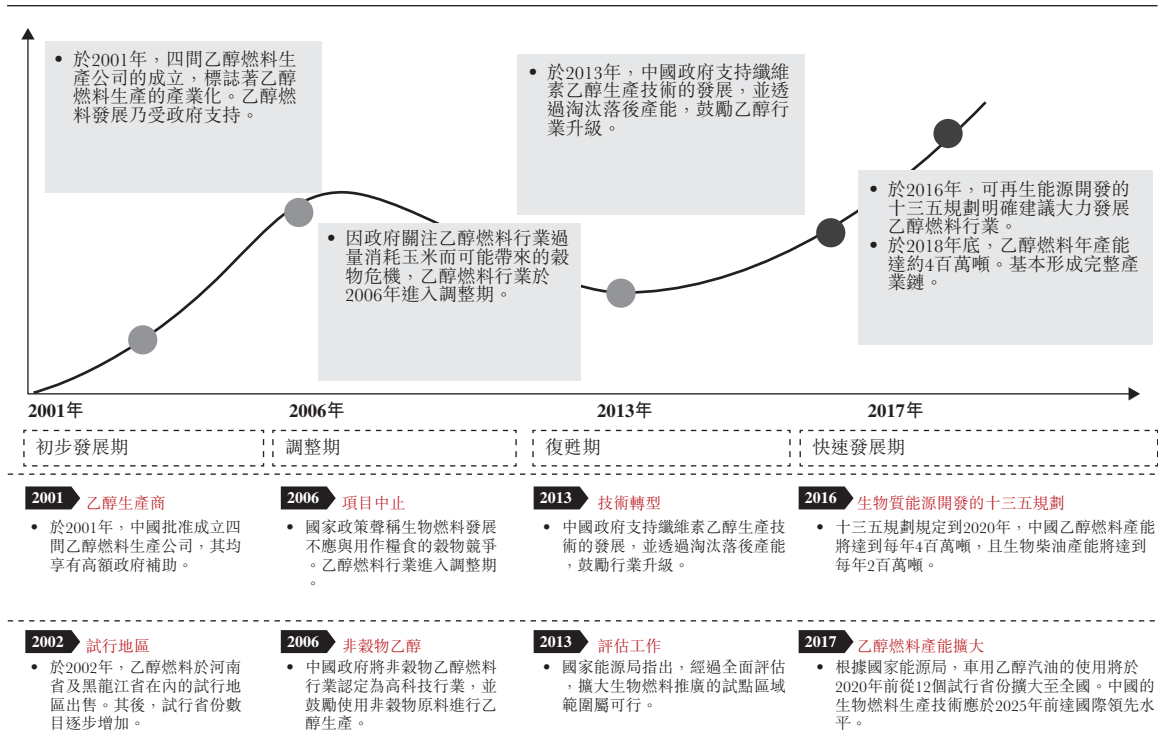 • 於2001年，四間乙醇燃料生
產公司的成立，標誌著乙醇
燃料生產的產業化。乙醇燃
料發展乃受政府支持。
• 於2013年，中國政府支持纖維
素乙醇生產技術的發展，並透
過淘汰落後產能，鼓勵乙醇行
業升級。
• 因政府關注乙醇燃料行業過
量消耗玉米而可能帶來的穀
物危機，乙醇燃料行業於
2006年進入調整期。
• 於2016年，可再生能源開發的
十三五規劃明確建議大力發展
乙醇燃料行業。
• 於2018年底，乙醇燃料年產能
達約4百萬噸。基本形成完整產
業鏈。
2001年
2006年
2013年
2017年
初步發展期
調整期
復甦期
快速發展期
2001 乙醇生產商
• 於2001年，中國批准成立四
間乙醇燃料生產公司，其均
享有高額政府補助。
2006 項目中止
• 國家政策聲稱生物燃料發展
不應與用作糧食的穀物競爭
。乙醇燃料行業進入調整期
。
2013 技術轉型
• 中國政府支持纖維素乙醇生產技
術的發展，並透過淘汰落後產能
，鼓勵行業升級。
2016 生物質能源開發的十三五規劃
• 十三五規劃規定到2020年，中國乙醇燃料產能
將達到每年4百萬噸，且生物柴油產能將達到
每年2百萬噸。
2002 試行地區
• 於2002年，乙醇燃料於河南
省及黑龍江省在內的試行地
區出售。其後，試行省份數
目逐步增加。
2006 非穀物乙醇
• 中國政府將非穀物乙醇燃料
行業認定為高科技行業，並
鼓勵使用非穀物原料進行乙
醇生產。
2013 評估工作
• 國家能源局指出，經過全面評估
，擴大生物燃料推廣的試點區域
範圍屬可行。
2017 乙醇燃料產能擴大
• 根據國家能源局，車用乙醇汽油的使用將於
2020年前從12個試行省份擴大至全國。中國的
生物燃料生產技術應於2025年前達國際領先水
平。